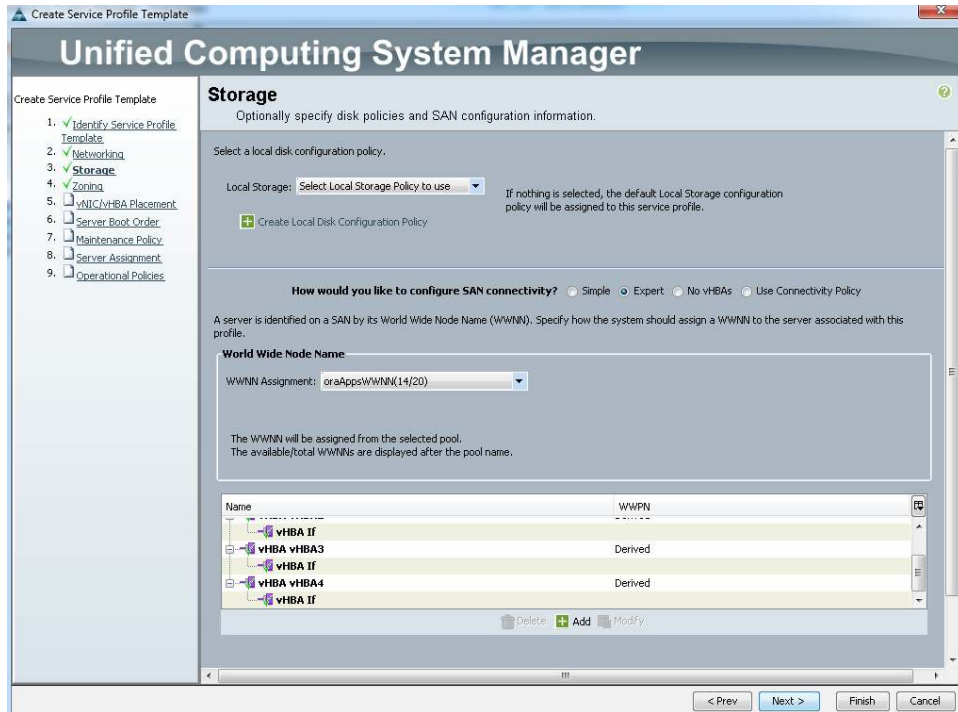 Create Service Profile Template
Unified Computing System Manager
Create Service Profile Template
1. Identify Service Profile
Template
2. Networking
3. Storage
4. Zoning
5. vNIC/vHBA Placement
6. Server Boot Order
7. Maintenance Policy
8. Server Assignment
9. Operational Policies
Storage
Optionally specify disk policies and SAN configuration information.
Select a local disk configuration policy.
Local Storage: Select Local Storage Policy to use
If nothing is selected, the default Local Storage configuration
policy will be assigned to this service profile.
Create Local Disk Configuration Policy
How would you like to configure SAN connectivity? Simple Expert No vHBAs Use Connectivity Policy
A server is identified on a SAN by its World Wide Node Name (WWNN). Specify how the system should assign a WWNN to the server associated with this
profile.
World Wide Node Name
WWNN Assignment: oraAppsWWNN(14/20)
The WWNN will be assigned from the selected pool.
The available/total WWNNs are displayed after the pool name.
Name WWPN
vHBA If
vHBA vHBA3 Derived
vHBA If
vHBA vHBA4 Derived
vHBA If
Delete Add Modify
< Prev Next > Finish Cancel